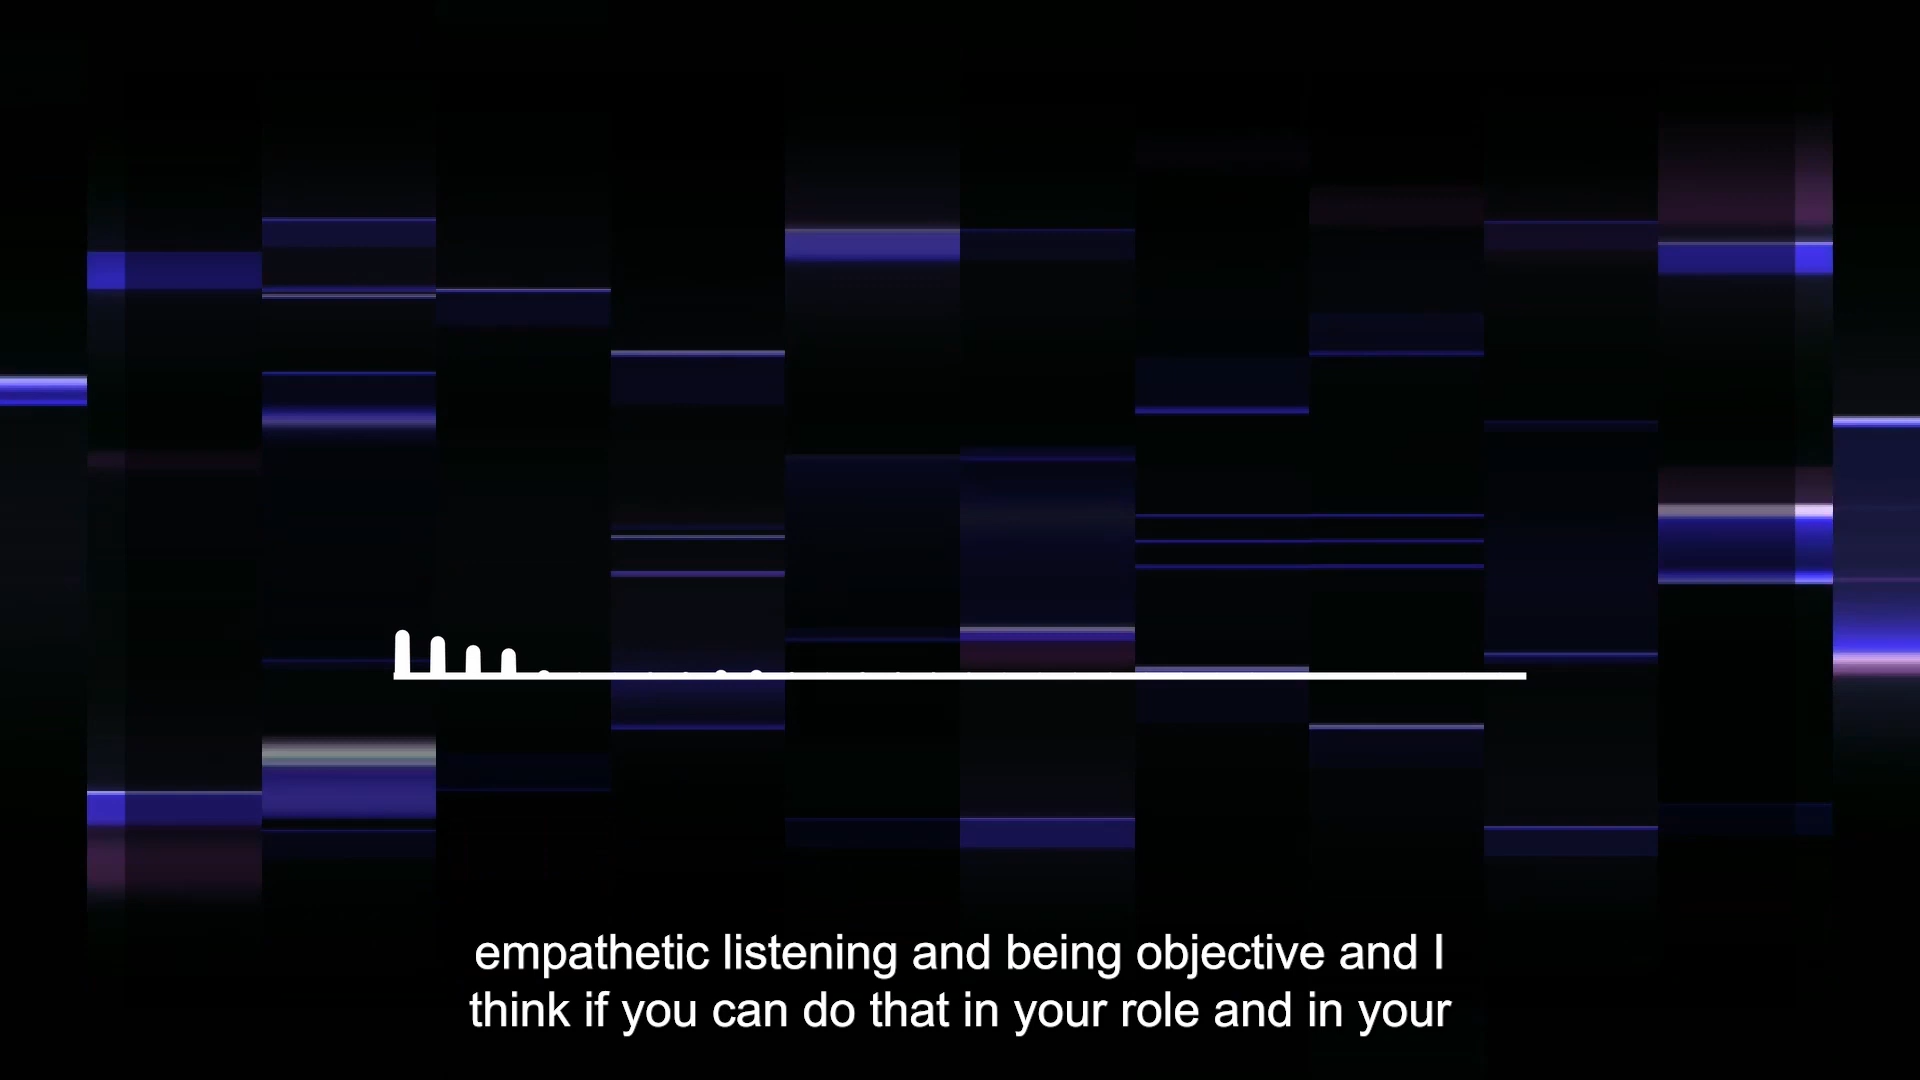 empathetic listening and being objective and I
think if you can do that in your role and in your